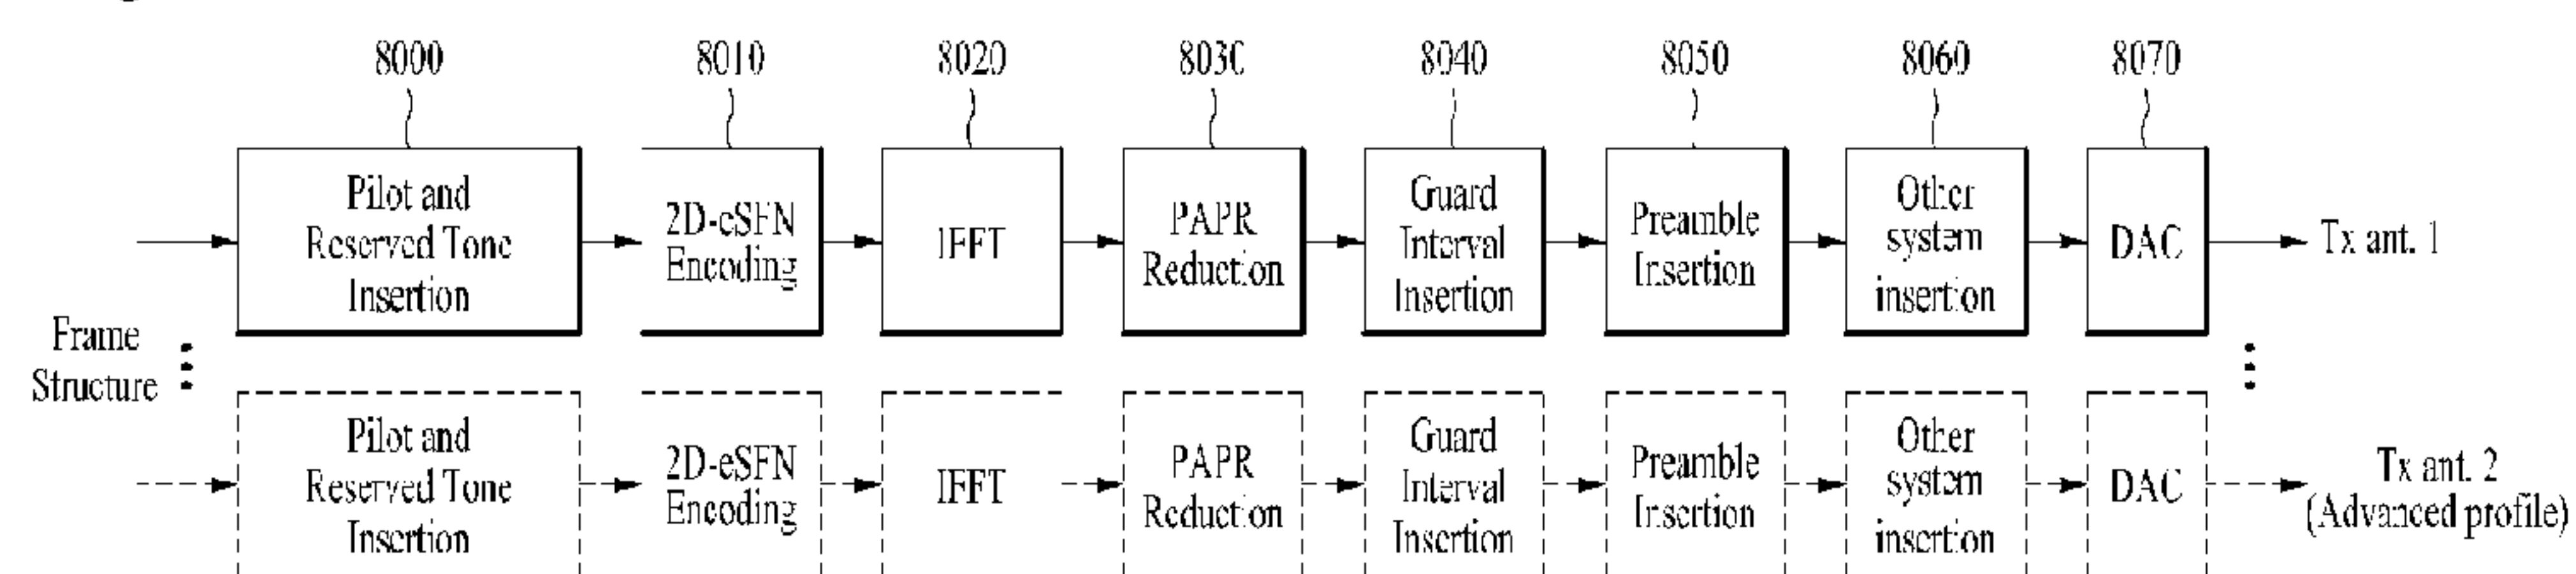 8000 8010 8020 8030 8040 8050 8060 8070
Pilot and
Reserved Tone
Insertion
2D-eSFN
Encoding
IFFT
PAPR
Reduction
Guard
Interval
Insertion
Preamble
Insertion
Other
system
insertion
DAC
Tx ant. 1
Frame
Structure
Pilot and
Reserved Tone
Insertion
2D-eSFN
Encoding
IFFT
PAPR
Reduction
Guard
Interval
Insertion
Preamble
Insertion
Other
system
insertion
DAC
Tx ant. 2
(Advanced profile)